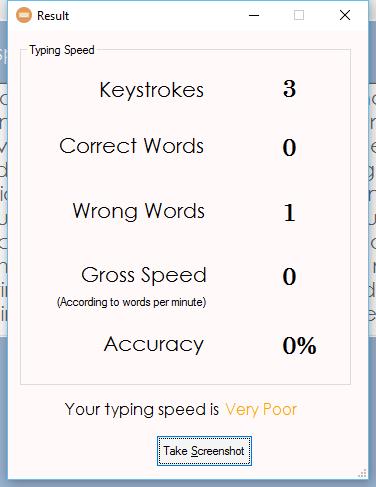 Result
Typing Speed
Keystrokes 3
Correct Words 0
Wrong Words 1
Gross Speed 0
(According to words per minute)
Accuracy 0%
Your typing speed is Very Poor
Take Screenshot